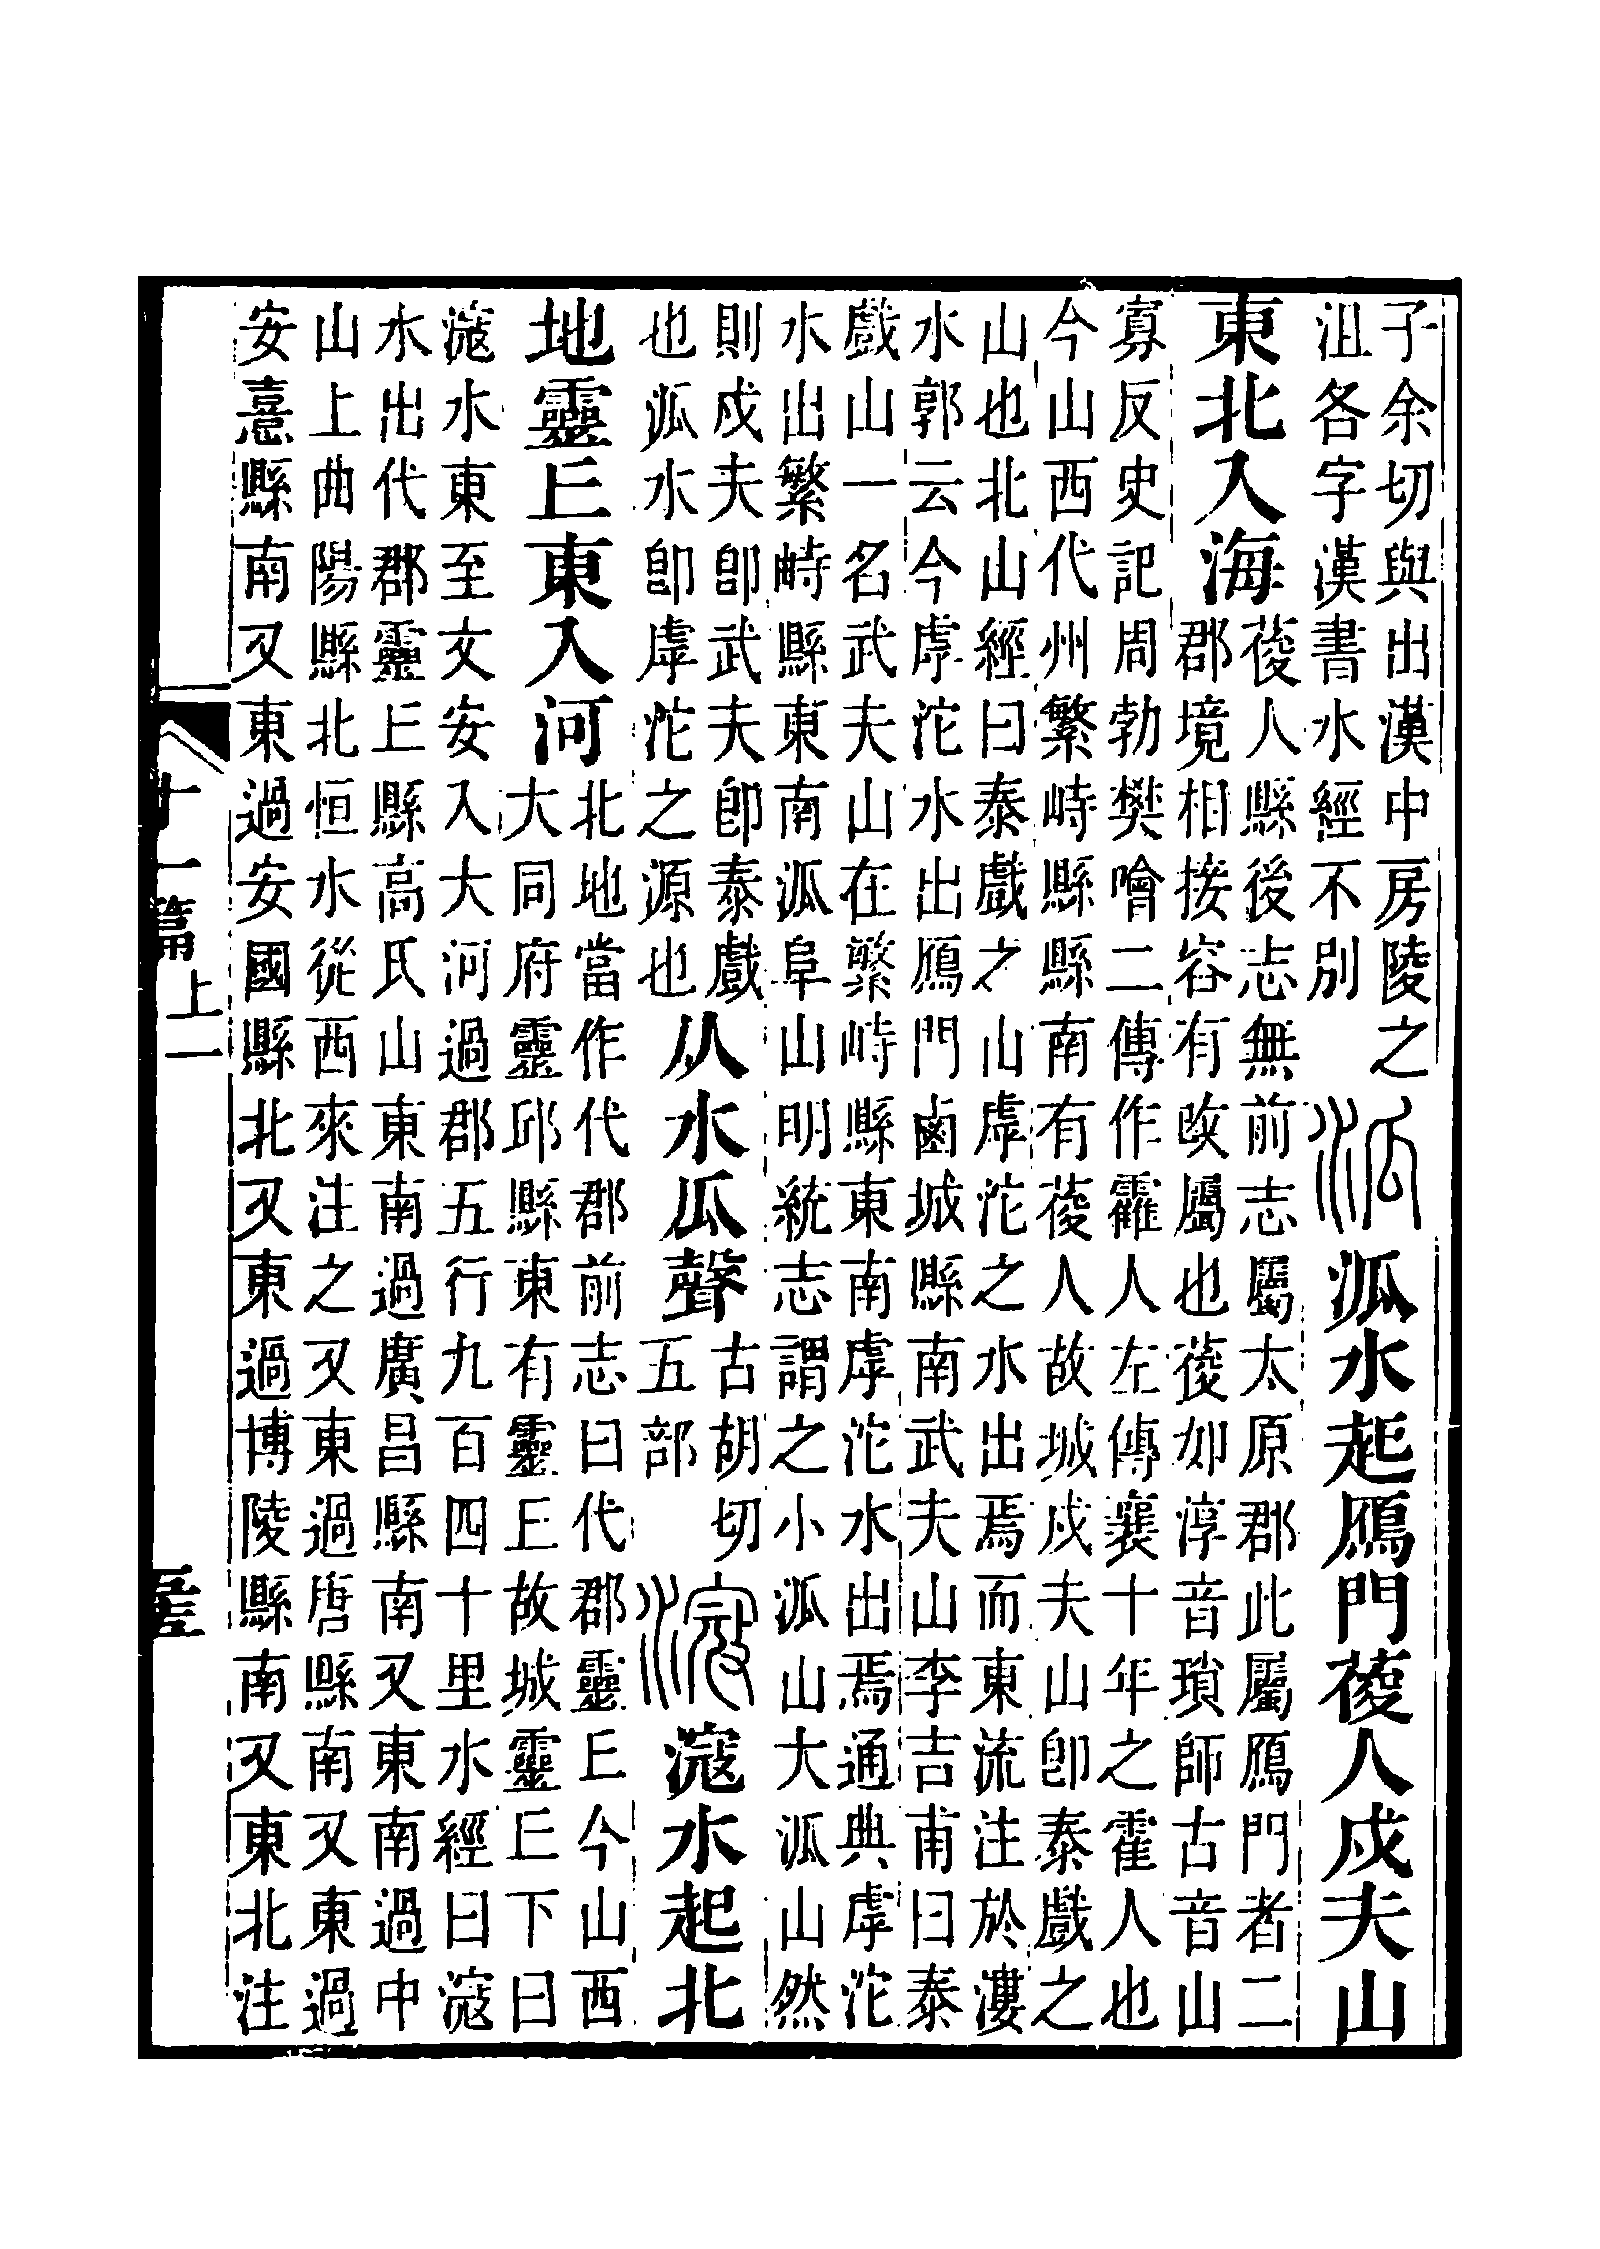 子余切與出漢中房陵之
沮各字漢書水經不別
泒 泒水起鴈門葰人戍夫山
東北入海
葰人縣後志無前志屬太原郡此屬鴈門者二
郡境相接容有改屬也葰如淳音瑣師古音山
寡反史記周勃樊噲二傳作霍人左傳襄十年之霍人也
今山西代州繁峙縣縣南有葰人故城戍夫山卽泰戲之
山也北山經曰泰戲之山虖沱之水出焉而東流注於漊
水郭云今虖沱水出鴈門鹵城縣南武夫山李吉甫曰泰
戲山一名武夫山在繁峙縣東南虖沱水出焉通典虖沱
水出繁畤縣東南泒阜山明統志謂之小泒山大泒山然
則戍夫卽武夫卽泰戲
也泒水卽虖沱之源也
从水瓜聲
古胡切
五部
滱 滱水起北
地靈丘東入河
北地當作代郡前志曰代郡靈丘今山西
大同府靈邱縣東有靈丘故城靈丘下曰
滱水東至文安入大河過郡五行九百四十里水經曰滱
水出代郡靈丘縣高氏山東南過廣昌縣南又東南過中
山上曲陽縣北恒水從西來注之又東過唐縣南又東過
安憙縣南又東過安國縣北又東過博陵縣南又東北注
十一篇上一